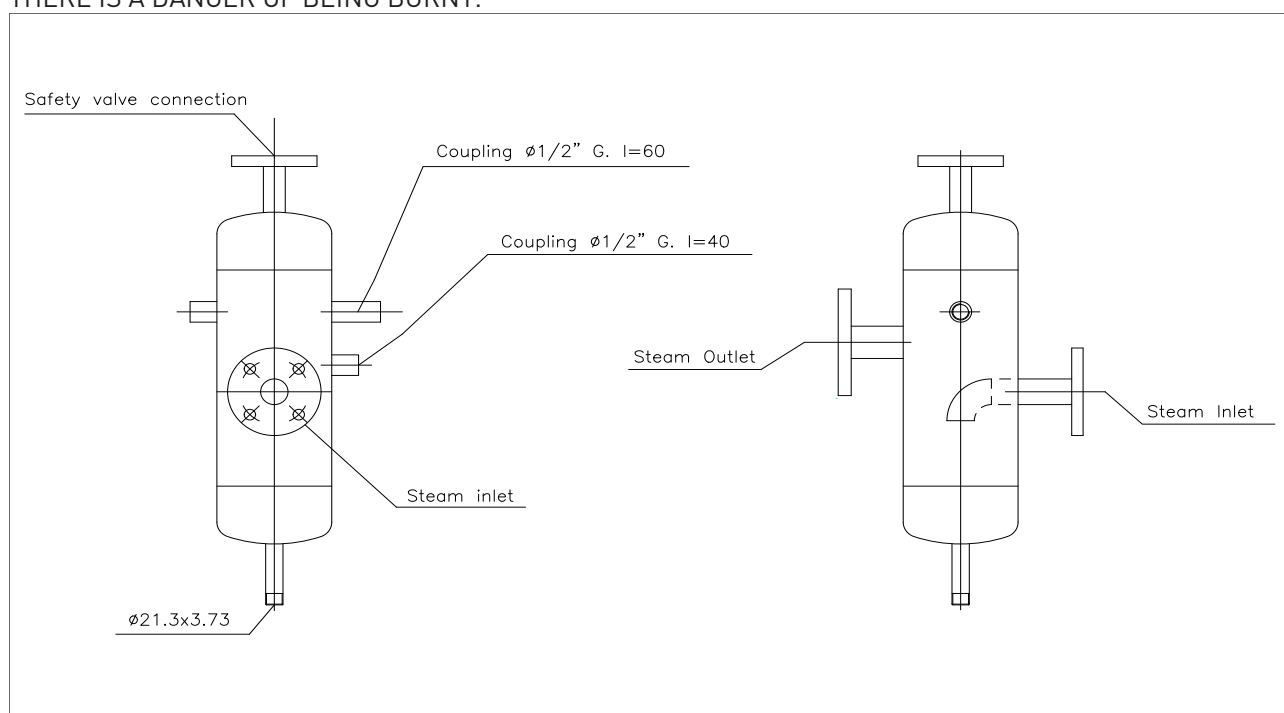 THERE IS A DANGER OF BEING BURNT.
Safety valve connection
Coupling ø1/2” G. l=60
Coupling ø1/2” G. l=40
Steam Outlet
Steam Inlet
Steam inlet
ø21.3x3.73